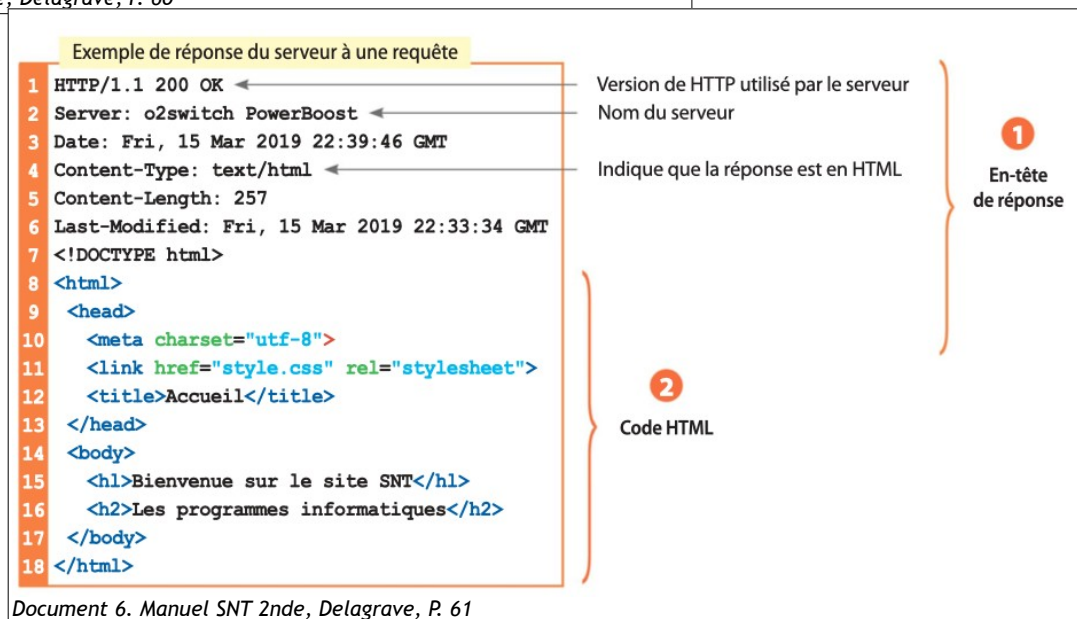 e, Delagrave, P. 60
Exemple de réponse du serveur à une requête
1 HTTP/1.1 200 OK
Version de HTTP utilisé par le serveur
2 Server: o2switch PowerBoost
Nom du serveur
3 Date: Fri, 15 Mar 2019 22:39:46 GMT
4 Content-Type: text/html
Indique que la réponse est en HTML
5 Content-Length: 257
6 Last-Modified: Fri, 15 Mar 2019 22:33:34 GMT
7 <!DOCTYPE html>
8 <html>
9 <head>
10 <meta charset="utf-8">
11 <link href="style.css" rel="stylesheet">
12 <title>Accueil</title>
13 </head>
14 <body>
15 <h1>Bienvenue sur le site SNT</h1>
16 <h2>Les programmes informatiques</h2>
17 </body>
18 </html>
1
En-tête
de réponse
2
Code HTML
Document 6. Manuel SNT 2nde, Delagrave, P. 61